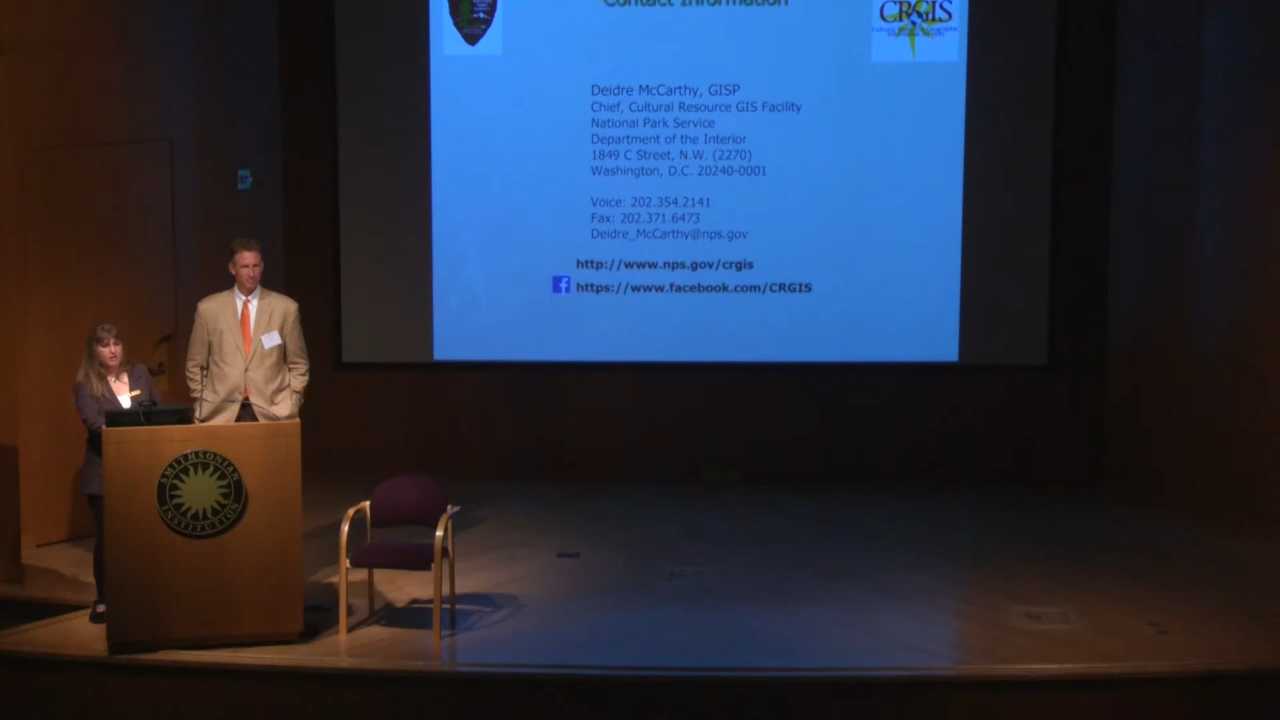 Contact Information
CRGIS
Deidre McCarthy, GISP
Chief, Cultural Resource GIS Facility
National Park Service
Department of the Interior
1849 C Street, N.W. (2270)
Washington, D.C. 20240-0001
Voice: 202.354.2141
Fax: 202.371.6473
Deidre_McCarthy@nps.gov
http://www.nps.gov/crgis
f https://www.facebook.com/CRGIS
SMITHSONIAN
INSTITUTION